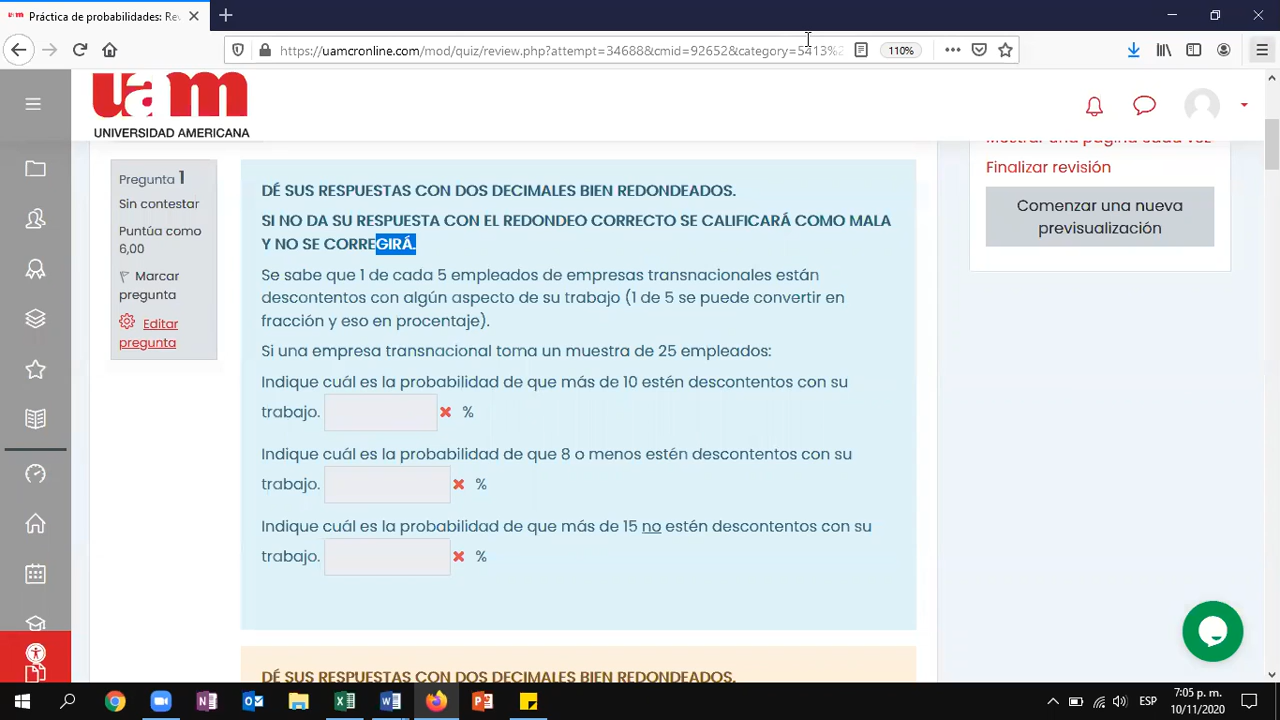 Práctica de probabilidades: Re
https://uamcronline.com/mod/quiz/review.php?attempt=34688&cmid=92652&category=5413%2
110%
uam
UNIVERSIDAD AMERICANA
Mostrar una página cada vez
Finalizar revisión
Comenzar una nueva
previsualización
Pregunta 1
Sin contestar
Puntúa como
6,00
Marcar
pregunta
Editar
pregunta
DÉ SUS RESPUESTAS CON DOS DECIMALES BIEN REDONDEADOS.
SI NO DA SU RESPUESTA CON EL REDONDEO CORRECTO SE CALIFICARÁ COMO MALA
Y NO SE CORREGIRÁ.
Se sabe que 1 de cada 5 empleados de empresas transnacionales están
descontentos con algún aspecto de su trabajo (1 de 5 se puede convertir en
fracción y eso en procentaje).
Si una empresa transnacional toma un muestra de 25 empleados:
Indique cuál es la probabilidad de que más de 10 estén descontentos con su
trabajo. %
Indique cuál es la probabilidad de que 8 o menos estén descontentos con su
trabajo. %
Indique cuál es la probabilidad de que más de 15 no estén descontentos con su
trabajo. %
DÉ SUS RESPUESTAS CON DOS DECIMALES BIEN REDONDEADOS.
ESP
7:05 p. m.
10/11/2020